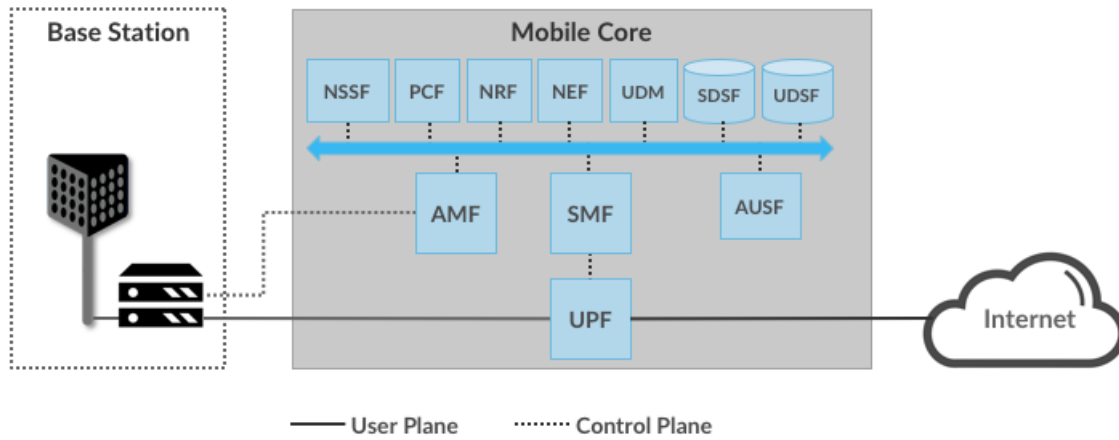 Base Station
Mobile Core
NSSF PCF NRF NEF UDM SDSF UDSF
AMF SMF AUSF
UPF
Internet
User Plane Control Plane